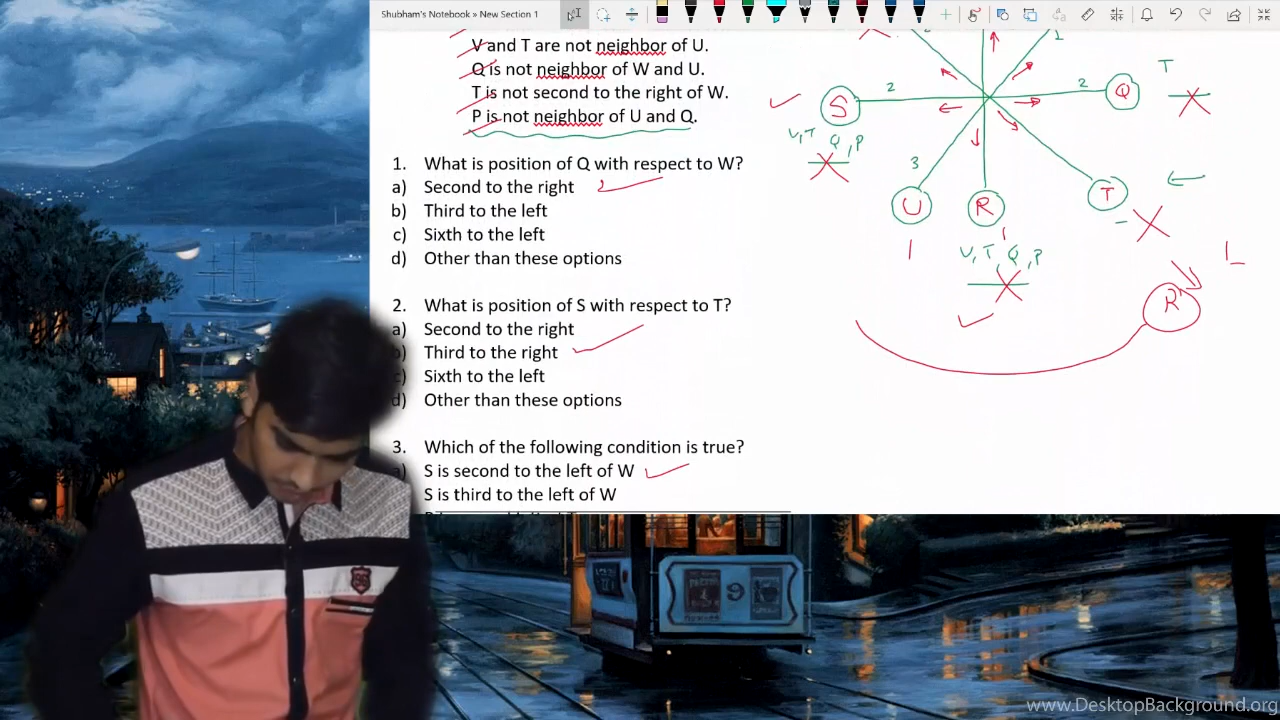 Shubham's Notebook » New Section 1
V and T are not neighbor of U.
Q is not neighbor of W and U.
T is not second to the right of W.
P is not neighbor of U and Q.
1. What is position of Q with respect to W?
a) Second to the right
b) Third to the left
c) Sixth to the left
d) Other than these options
2. What is position of S with respect to T?
a) Second to the right
b) Third to the right
c) Sixth to the left
d) Other than these options
3. Which of the following condition is true?
a) S is second to the left of W
S is third to the left of W
2
1
S
2
2
Q
T
V, T Q, P
3
U
R
T
1
1
V, T, Q, P
R
9
www.DesktopBackground.org